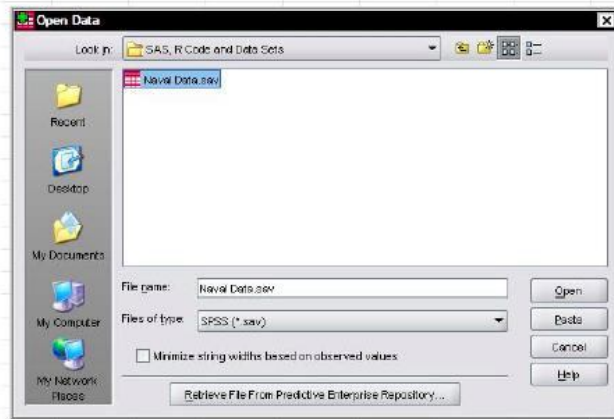 Open Data
Look in: SAS, R Code and Data Sets
Naval Data.sav
Recent
Desktop
My Documents
My Computer
My Network Places
File name: Naval Data.sav
Files of type: SPSS (*.sav)
Minimize string widths based on observed values
Retrieve File From Predictive Enterprise Repository...
Open
Paste
Cancel
Help